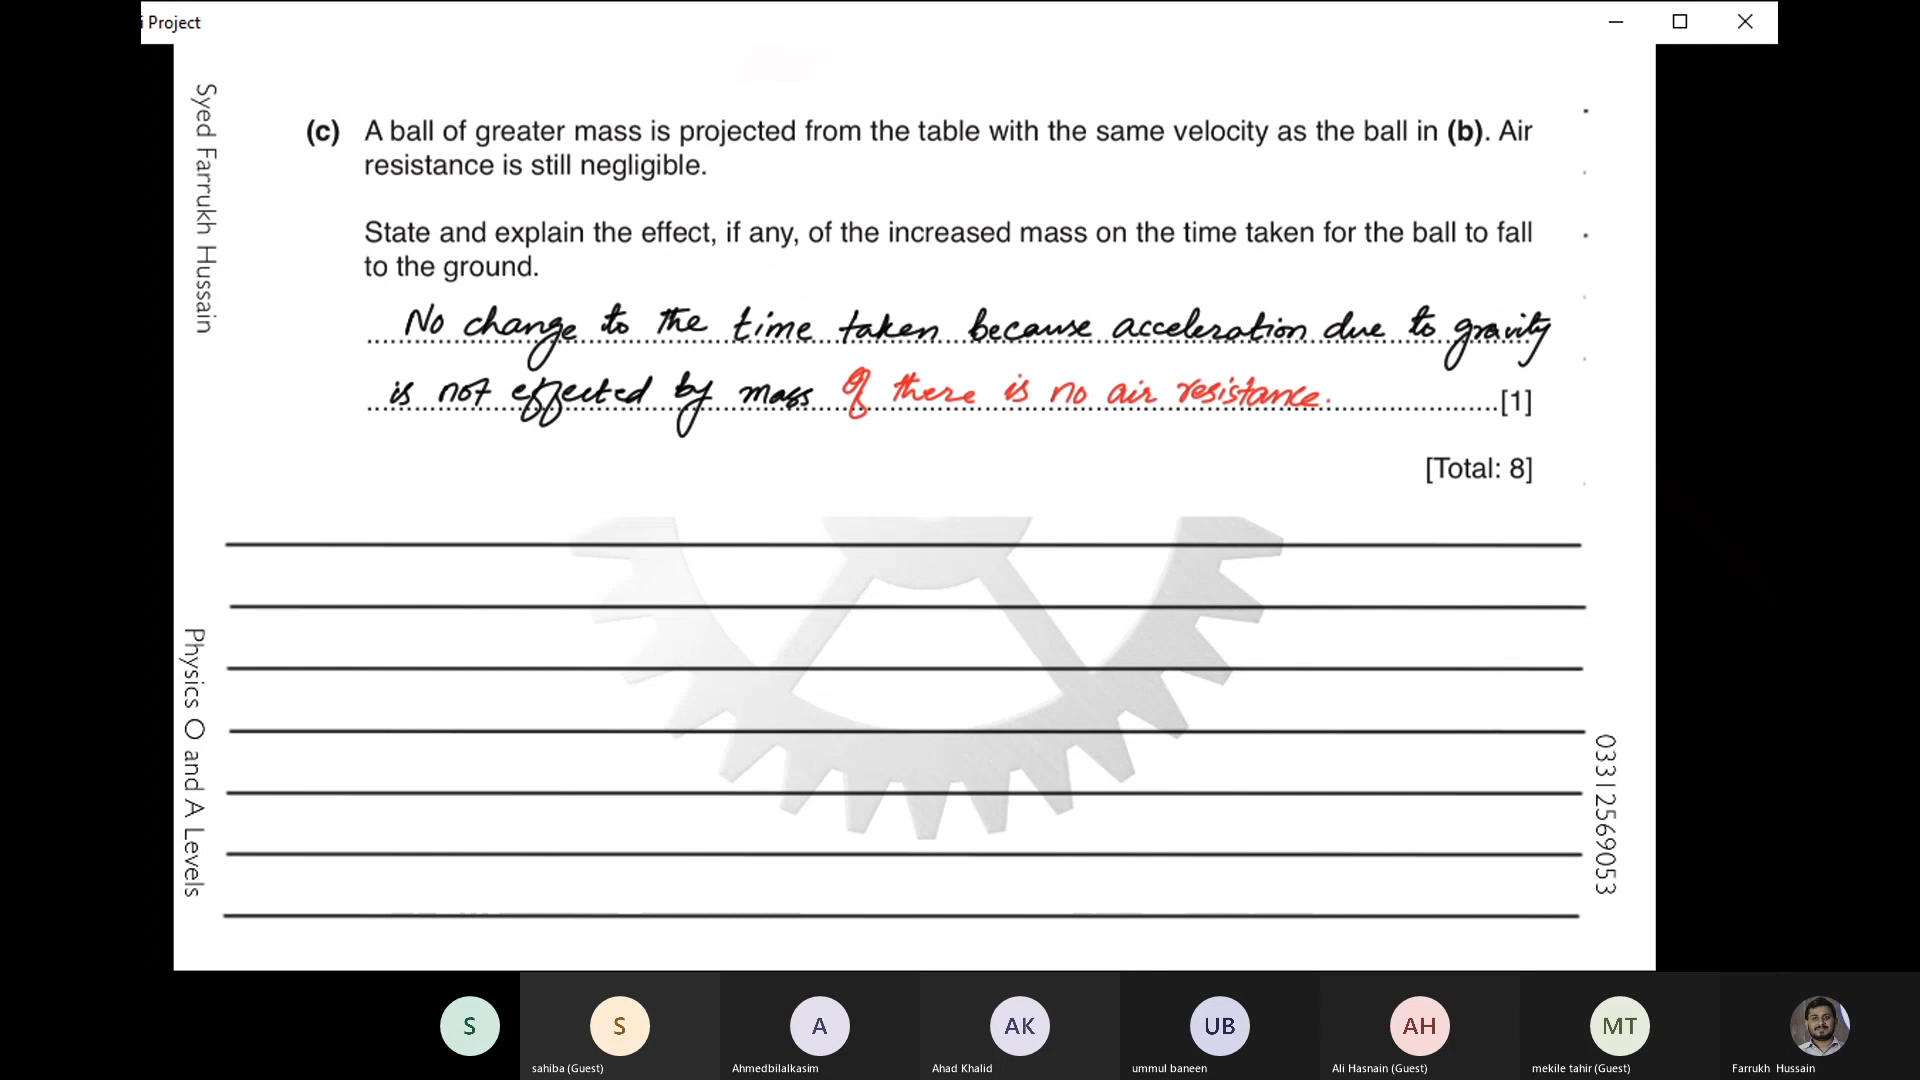 i Project
Syed Farrukh Hussain
(c) A ball of greater mass is projected from the table with the same velocity as the ball in (b). Air
resistance is still negligible.
State and explain the effect, if any, of the increased mass on the time taken for the ball to fall
to the ground.
No change to the time taken because acceleration due to gravity
is not effected by mass if there is no air resistance. [1]
[Total: 8]
Physics O and A Levels
03312569053
S
S
A
AK
UB
AH
MT
sahiba (Guest)
Ahmedbilalkasim
Ahad Khalid
ummul baneen
Ali Hasnain (Guest)
mekile tahir (Guest)
Farrukh Hussain